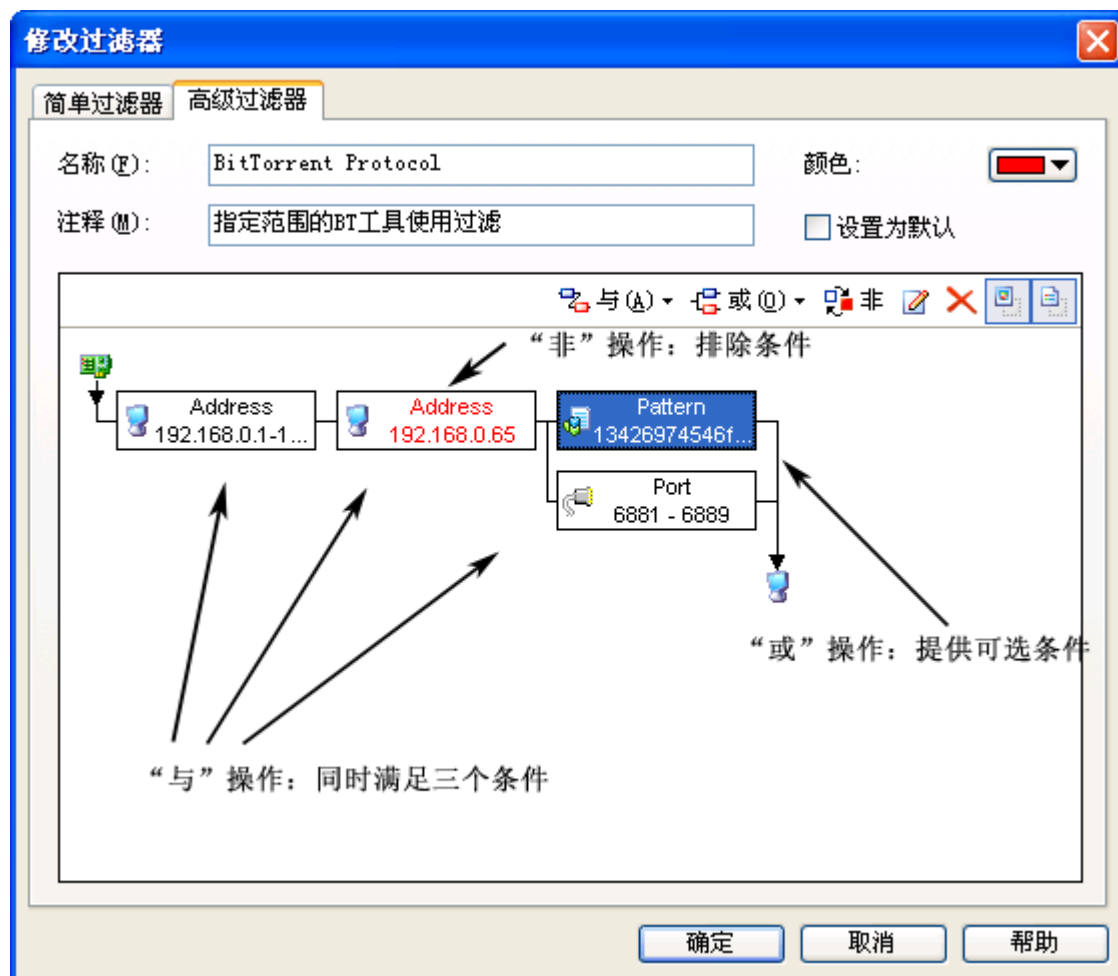 修改过滤器
简单过滤器 高级过滤器
名称(F): BitTorrent Protocol 颜色:
注释(M): 指定范围的BT工具使用过滤 设置为默认
与(A) 或(O) 非
“非”操作：排除条件
Address
192.168.0.1-1...
Address
192.168.0.65
Pattern
13426974546f...
Port
6881 - 6889
“或”操作：提供可选条件
“与”操作：同时满足三个条件
确定 取消 帮助